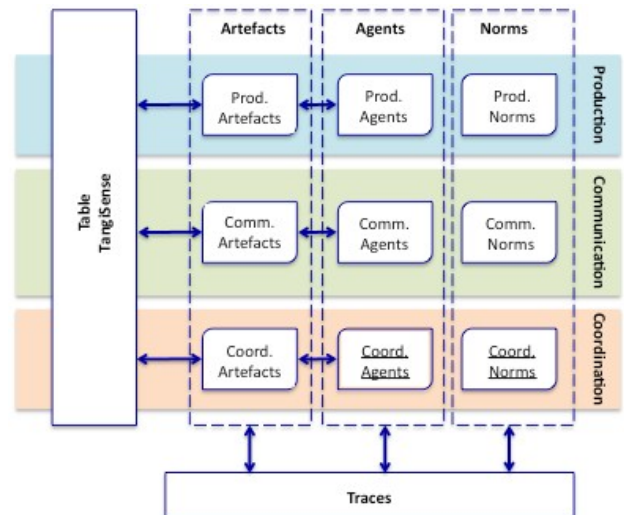 Artefacts
Agents
Norms
Prod.
Artefacts
Prod.
Agents
Prod.
Norms
Production
Table
TangiSense
Comm.
Artefacts
Comm.
Agents
Comm.
Norms
Communication
Coord.
Artefacts
Coord.
Agents
Coord.
Norms
Coordination
Traces